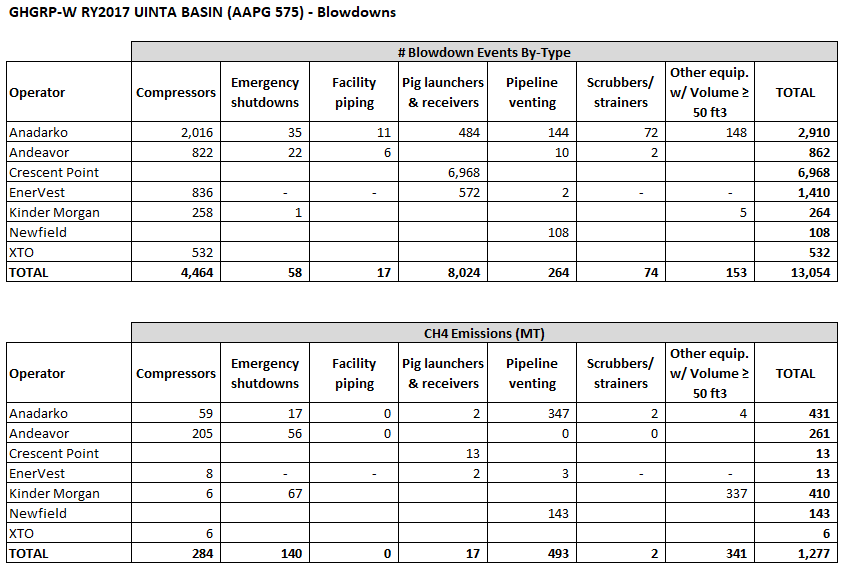 GHGRP-W RY2017 UINTA BASIN (AAPG 575) - Blowdowns
# Blowdown Events By-Type
Operator Compressors Emergency shutdowns Facility piping Pig launchers & receivers Pipeline venting Scrubbers/ strainers Other equip. w/ Volume ≥ 50 ft3 TOTAL
Anadarko 2,016 35 11 484 144 72 148 2,910
Andeavor 822 22 6 10 2 862
Crescent Point 6,968 6,968
EnerVest 836 - - 572 2 - - 1,410
Kinder Morgan 258 1 5 264
Newfield 108 108
XTO 532 532
TOTAL 4,464 58 17 8,024 264 74 153 13,054
CH4 Emissions (MT)
Operator Compressors Emergency shutdowns Facility piping Pig launchers & receivers Pipeline venting Scrubbers/ strainers Other equip. w/ Volume ≥ 50 ft3 TOTAL
Anadarko 59 17 0 2 347 2 4 431
Andeavor 205 56 0 0 0 261
Crescent Point 13 13
EnerVest 8 - - 2 3 - - 13
Kinder Morgan 6 67 337 410
Newfield 143 143
XTO 6 6
TOTAL 284 140 0 17 493 2 341 1,277